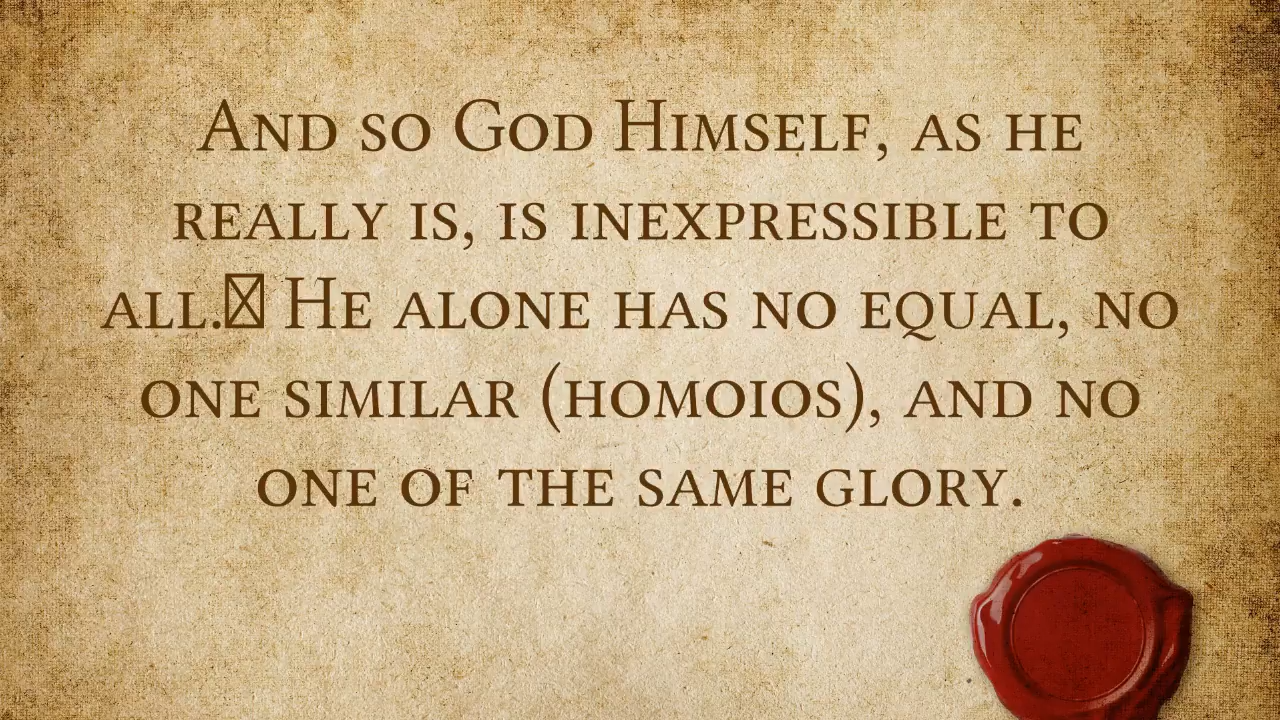 And so God Himself, as he
really is, is inexpressible to
all. He alone has no equal, no
one similar (homoios), and no
one of the same glory.